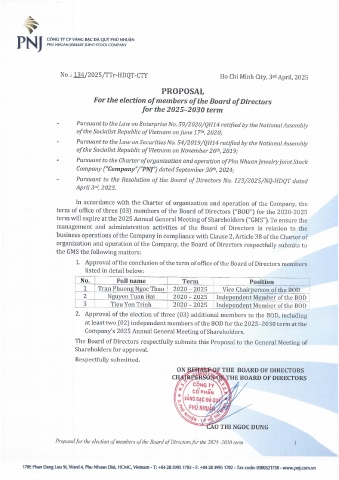 PNJ
CÔNG TY CP VÀNG BẠC ĐÁ QUÝ PHÚ NHUẬN
PHU NHUAN JEWELRY JOINT STOCK COMPANY
No.: 134/2025/TTr-HDQT-CTY
Ho Chi Minh City, 3rd April, 2025
PROPOSAL
For the election of members of the Board of Directors
for the 2025–2030 term
- Pursuant to the Law on Enterprise No. 59/2020/QH14 ratified by the National Assembly
of the Socialist Republic of Vietnam on June 17th, 2020;
- Pursuant to the Law on Securities No. 54/2019/QH14 ratified by the National Assembly
of the Socialist Republic of Vietnam on November 26th, 2019;
- Pursuant to the Charter of organization and operation of Phu Nhuan Jewelry Joint Stock
Company ("Company"/"PNJ") dated September 30th, 2024;
- Pursuant to the Resolution of the Board of Directors No. 123/2025/NQ-HDQT dated
April 3rd, 2025.
In accordance with the Charter of organization and operation of the Company, the
term of office of three (03) members of the Board of Directors ("BOD") for the 2020-2025
term will expire at the 2025 Annual General Meeting of Shareholders ("GMS"). To ensure the
management and administration activities of the Board of Directors in relation to the
business operations of the Company in compliance with Clause 2, Article 38 of the Charter of
organization and operation of the Company, the Board of Directors respectfully submits to
the GMS the following matters:
1. Approval of the conclusion of the term of office of the Board of Directors members
listed in detail below:
No. Full name Term Position
1 Tran Phuong Ngoc Thao 2020 - 2025 Vice Chairperson of the BOD
2 Nguyen Tuan Hai 2020 - 2025 Independent Member of the BOD
3 Tieu Yen Trinh 2020 - 2025 Independent Member of the BOD
2. Approval of the election of three (03) additional members to the BOD, including
at least two (02) independent members of the BOD for the 2025-2030 term at the
Company's 2025 Annual General Meeting of Shareholders.
The Board of Directors respectfully submits this Proposal to the General Meeting of
Shareholders for approval.
Respectfully submitted.
ON BEHALF OF THE BOARD OF DIRECTORS
CHAIRPERSON OF THE BOARD OF DIRECTORS
CÔNG TY
CỔ PHẦN
VÀNG BẠC ĐÁ QUÝ
PHÚ NHUẬN
CAO THI NGOC DUNG
Proposal for the election of members of the Board of Directors for the 2025-2030 term 1
170E Phan Dang Luu St, Ward 4, Phu Nhuan Dist, HCMC, Vietnam - T: +84 28 3995 1703 - F: +84 28 3995 1702 - Tax code: 0300521758 - www.pnj.com.vn